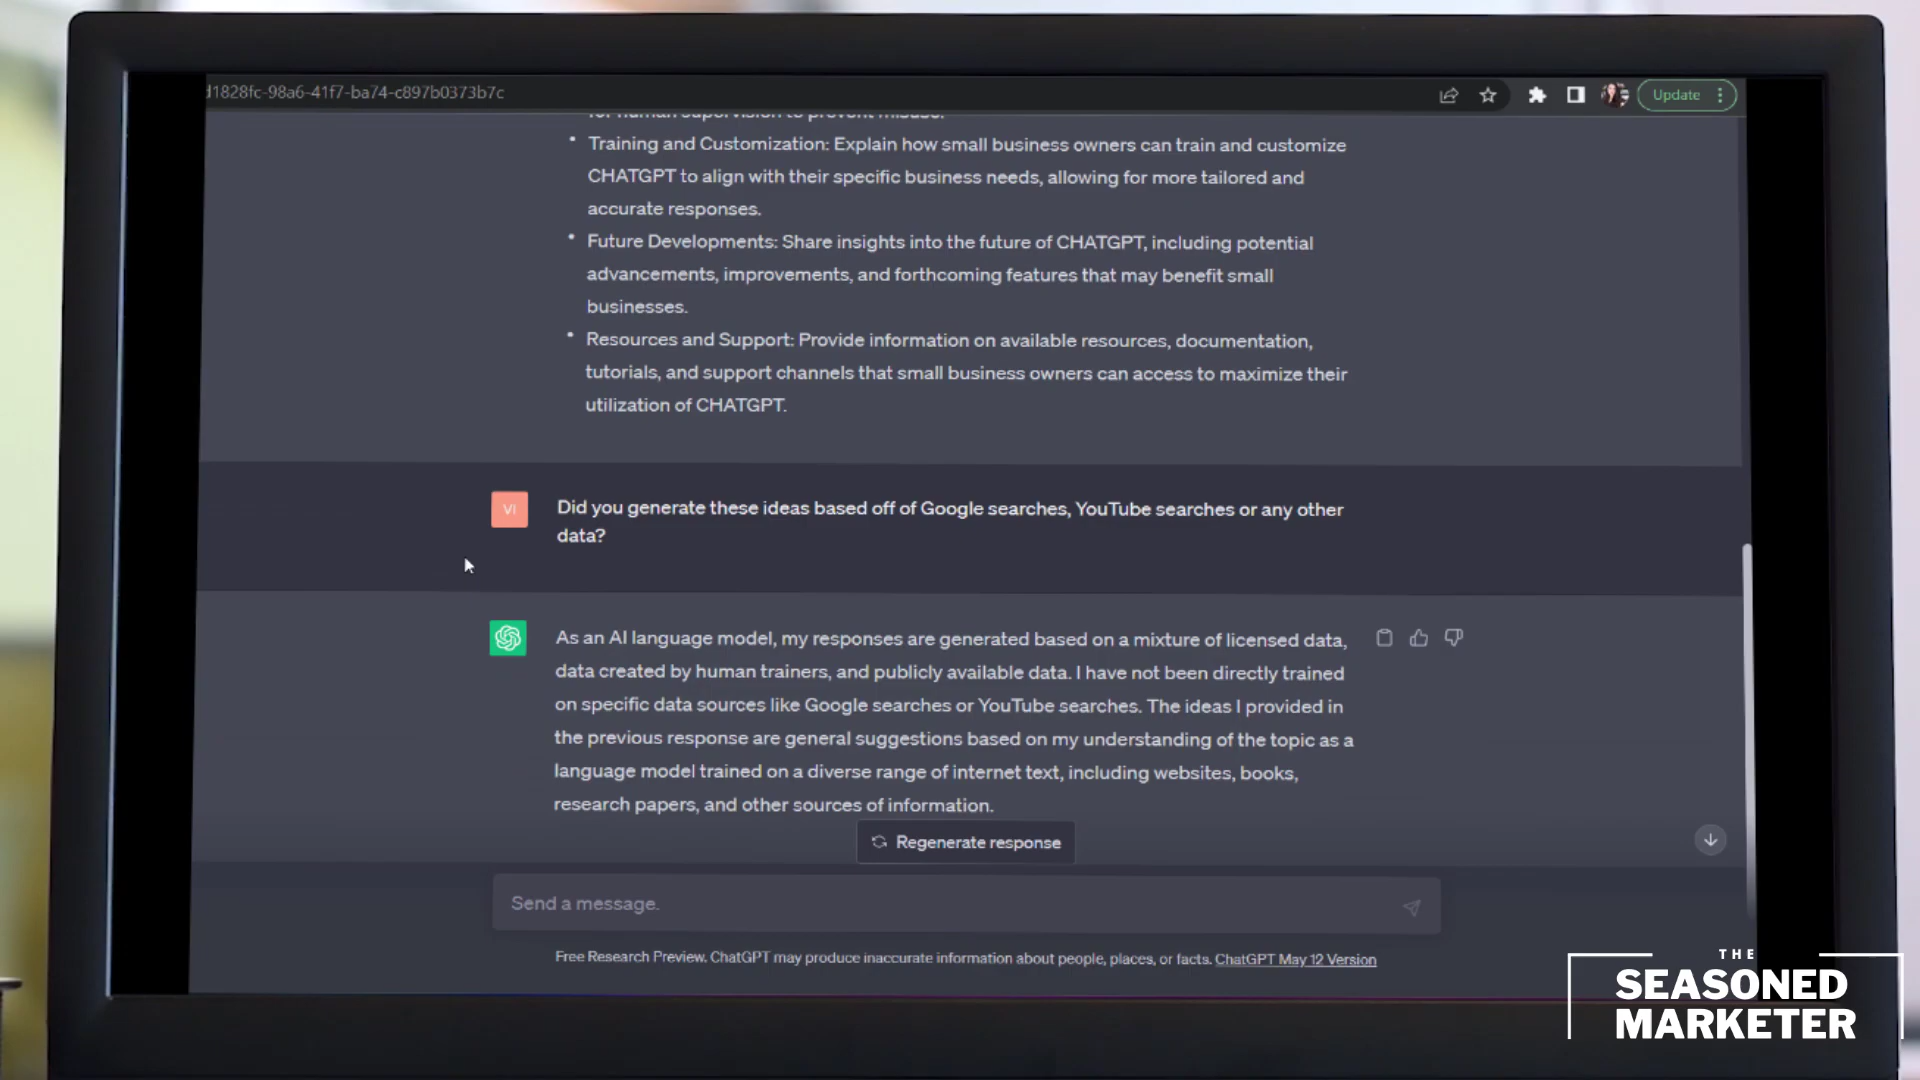 d1828fc-98a6-41f7-ba74-c897b0373b7c
Update
for human supervision to prevent misuse.
• Training and Customization: Explain how small business owners can train and customize
CHATGPT to align with their specific business needs, allowing for more tailored and
accurate responses.
• Future Developments: Share insights into the future of CHATGPT, including potential
advancements, improvements, and forthcoming features that may benefit small
businesses.
• Resources and Support: Provide information on available resources, documentation,
tutorials, and support channels that small business owners can access to maximize their
utilization of CHATGPT.
VI
Did you generate these ideas based off of Google searches, YouTube searches or any other
data?
As an AI language model, my responses are generated based on a mixture of licensed data,
data created by human trainers, and publicly available data. I have not been directly trained
on specific data sources like Google searches or YouTube searches. The ideas I provided in
the previous response are general suggestions based on my understanding of the topic as a
language model trained on a diverse range of internet text, including websites, books,
research papers, and other sources of information.
Regenerate response
Send a message.
Free Research Preview. ChatGPT may produce inaccurate information about people, places, or facts. ChatGPT May 12 Version
THE
SEASONED
MARKETER